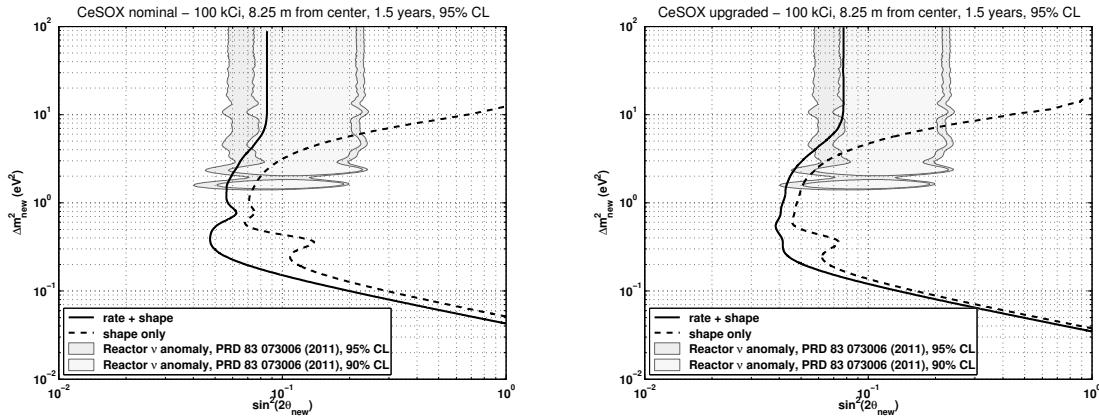 CeSOX nominal − 100 kCi, 8.25 m from center, 1.5 years, 95% CL
10²
10¹
10⁰
10⁻¹
10⁻²
Δm²new (eV²)
rate + shape
shape only
Reactor ν anomaly, PRD 83 073006 (2011), 95% CL
Reactor ν anomaly, PRD 83 073006 (2011), 90% CL
10⁻² 10⁻¹ 10⁰
sin²(2θnew)
CeSOX upgraded − 100 kCi, 8.25 m from center, 1.5 years, 95% CL
10²
10¹
10⁰
10⁻¹
10⁻²
Δm²new (eV²)
rate + shape
shape only
Reactor ν anomaly, PRD 83 073006 (2011), 95% CL
Reactor ν anomaly, PRD 83 073006 (2011), 90% CL
10⁻² 10⁻¹ 10⁰
sin²(2θnew)